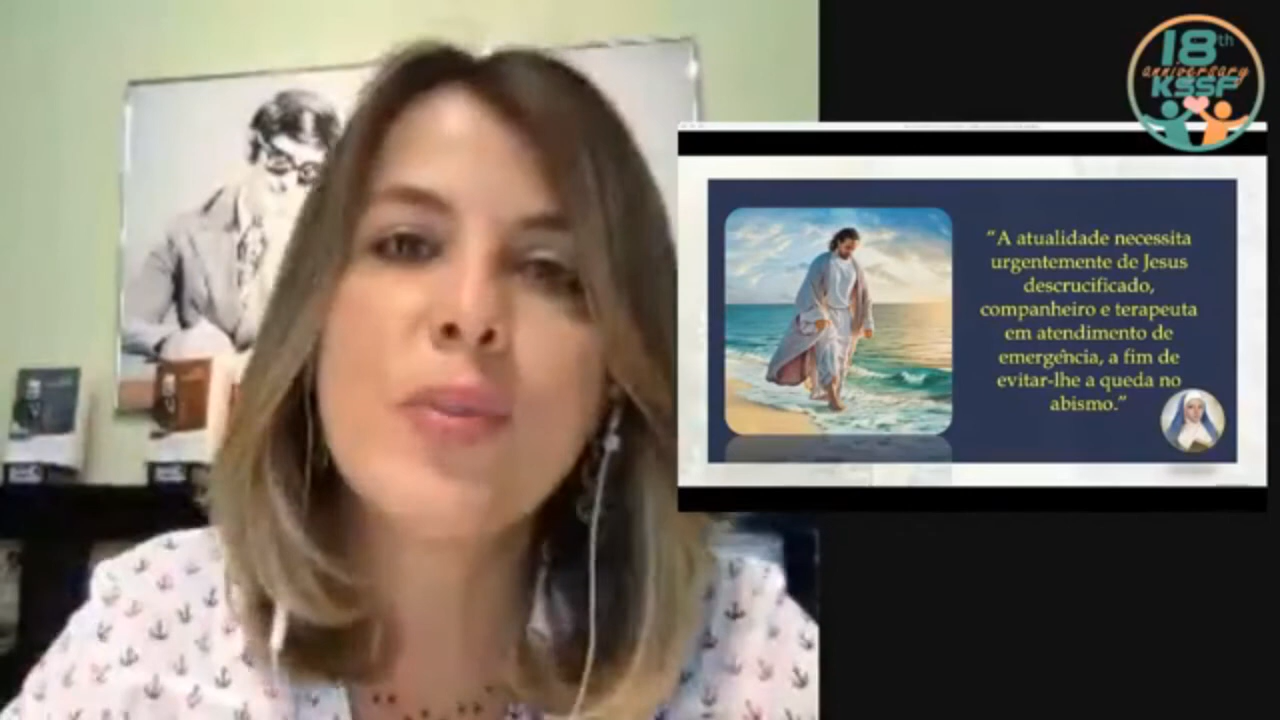 18th
anniversary
KSSF
“A atualidade necessita
urgentemente de Jesus
descrucificado,
companheiro e terapeuta
em atendimento de
emergência, a fim de
evitar-lhe a queda no
abismo.”